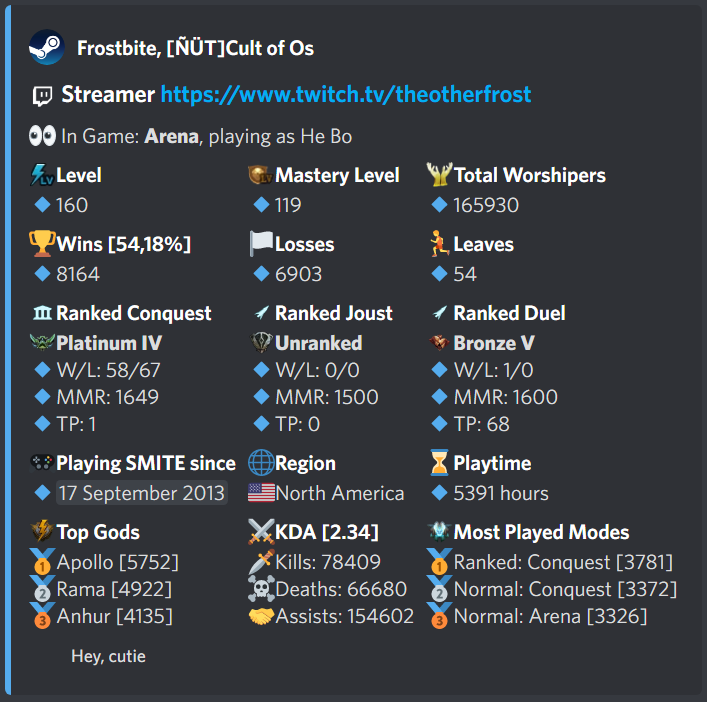 Frostbite, [ÑÜT]Cult of Os
Streamer https://www.twitch.tv/theotherfrost
In Game: Arena, playing as He Bo
Level Mastery Level Total Worshipers
160 119 165930
Wins [54,18%] Losses Leaves
8164 6903 54
Ranked Conquest Ranked Joust Ranked Duel
Platinum IV Unranked Bronze V
W/L: 58/67 W/L: 0/0 W/L: 1/0
MMR: 1649 MMR: 1500 MMR: 1600
TP: 1 TP: 0 TP: 68
Playing SMITE since Region Playtime
17 September 2013 North America 5391 hours
Top Gods KDA [2.34] Most Played Modes
1 Apollo [5752] Kills: 78409 1 Ranked: Conquest [3781]
2 Rama [4922] Deaths: 66680 2 Normal: Conquest [3372]
3 Anhur [4135] Assists: 154602 3 Normal: Arena [3326]
Hey, cutie